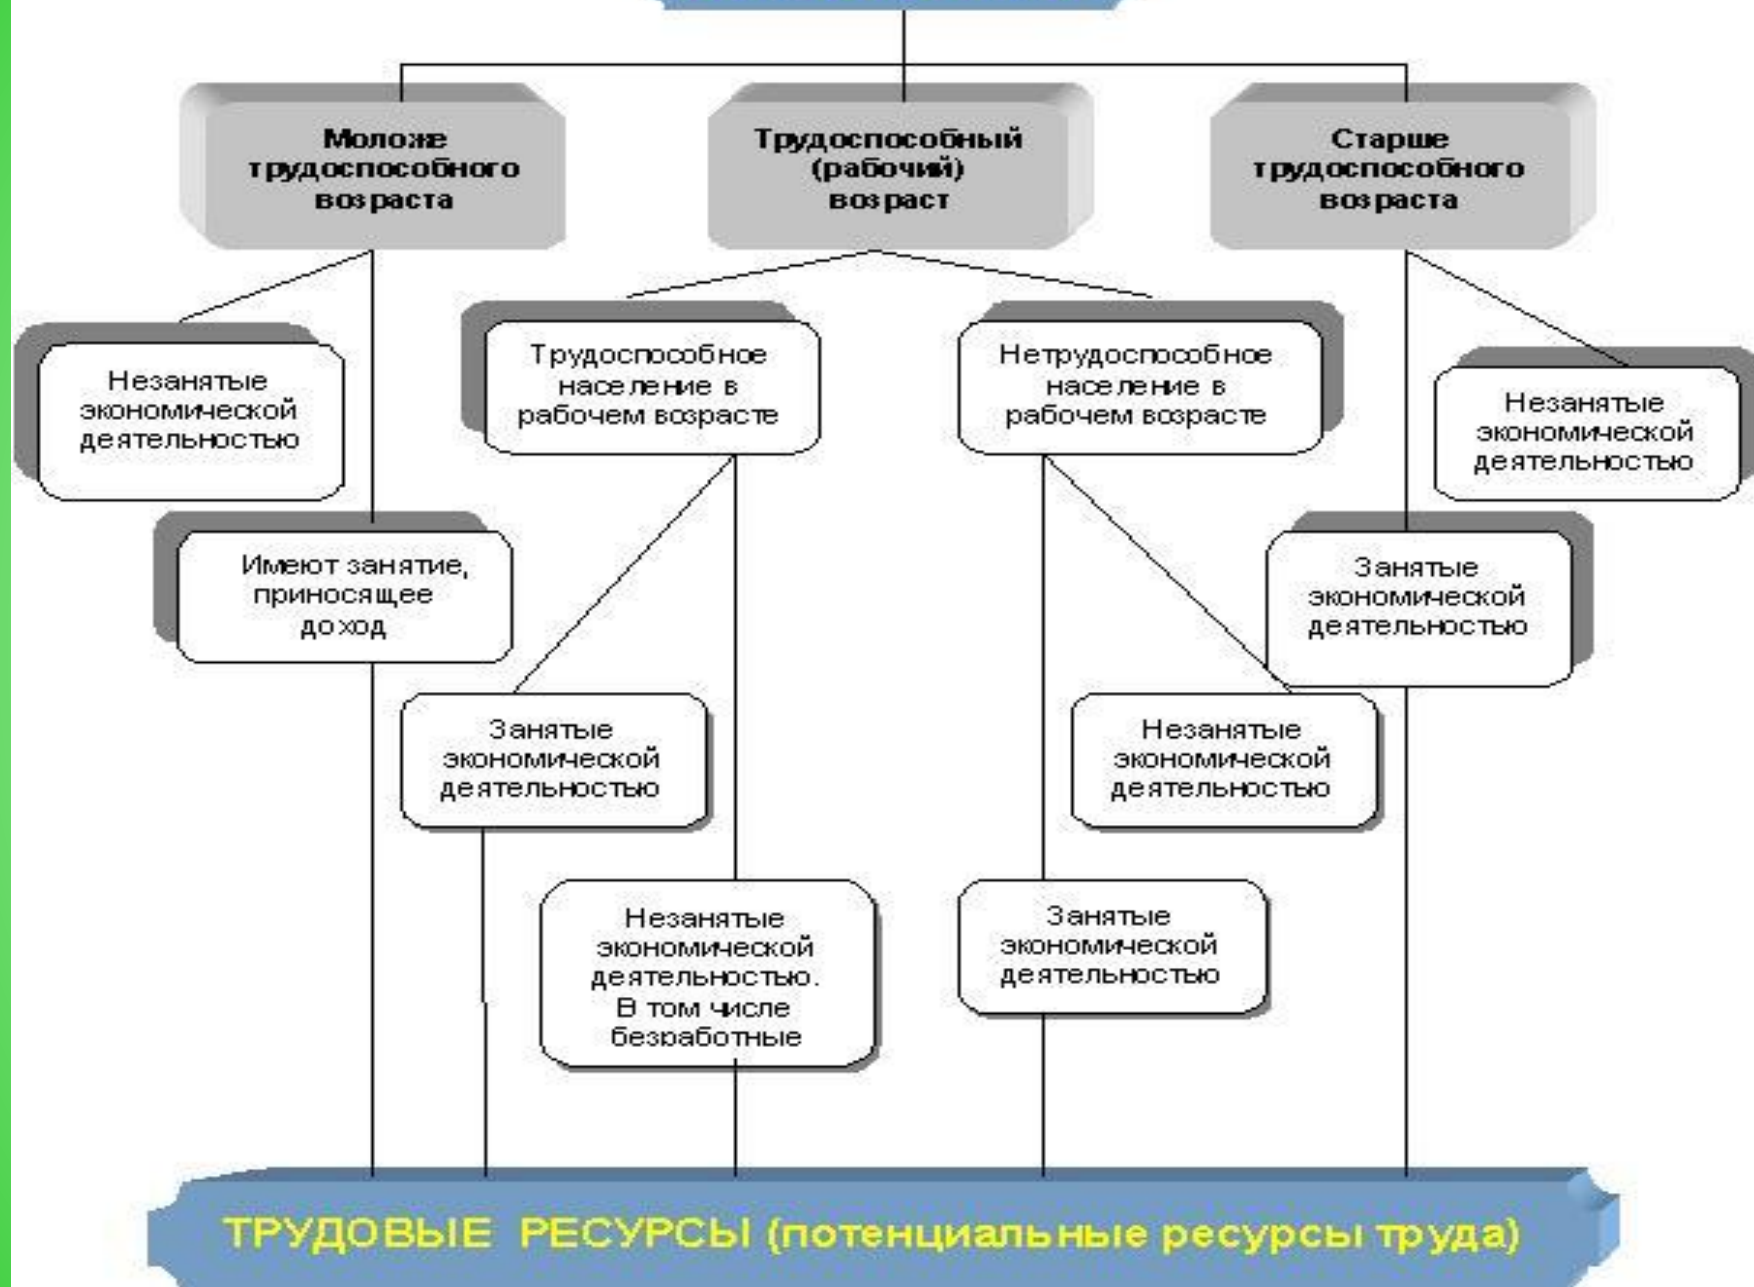 Моложе
трудоспособного
возраста
Трудоспособный
(рабочий)
возраст
Старше
трудоспособного
возраста
Незанятые
экономической
деятельностью
Трудоспособное
население в
рабочем возрасте
Нетрудоспособное
население в
рабочем возрасте
Незанятые
экономической
деятельностью
Имеют занятие,
приносящее
доход
Занятые
экономической
деятельностью
Занятые
экономической
деятельностью
Незанятые
экономической
деятельностью
Незанятые
экономической
деятельностью.
В том числе
безработные
Занятые
экономической
деятельностью
ТРУДОВЫЕ РЕСУРСЫ (потенциальные ресурсы труда)